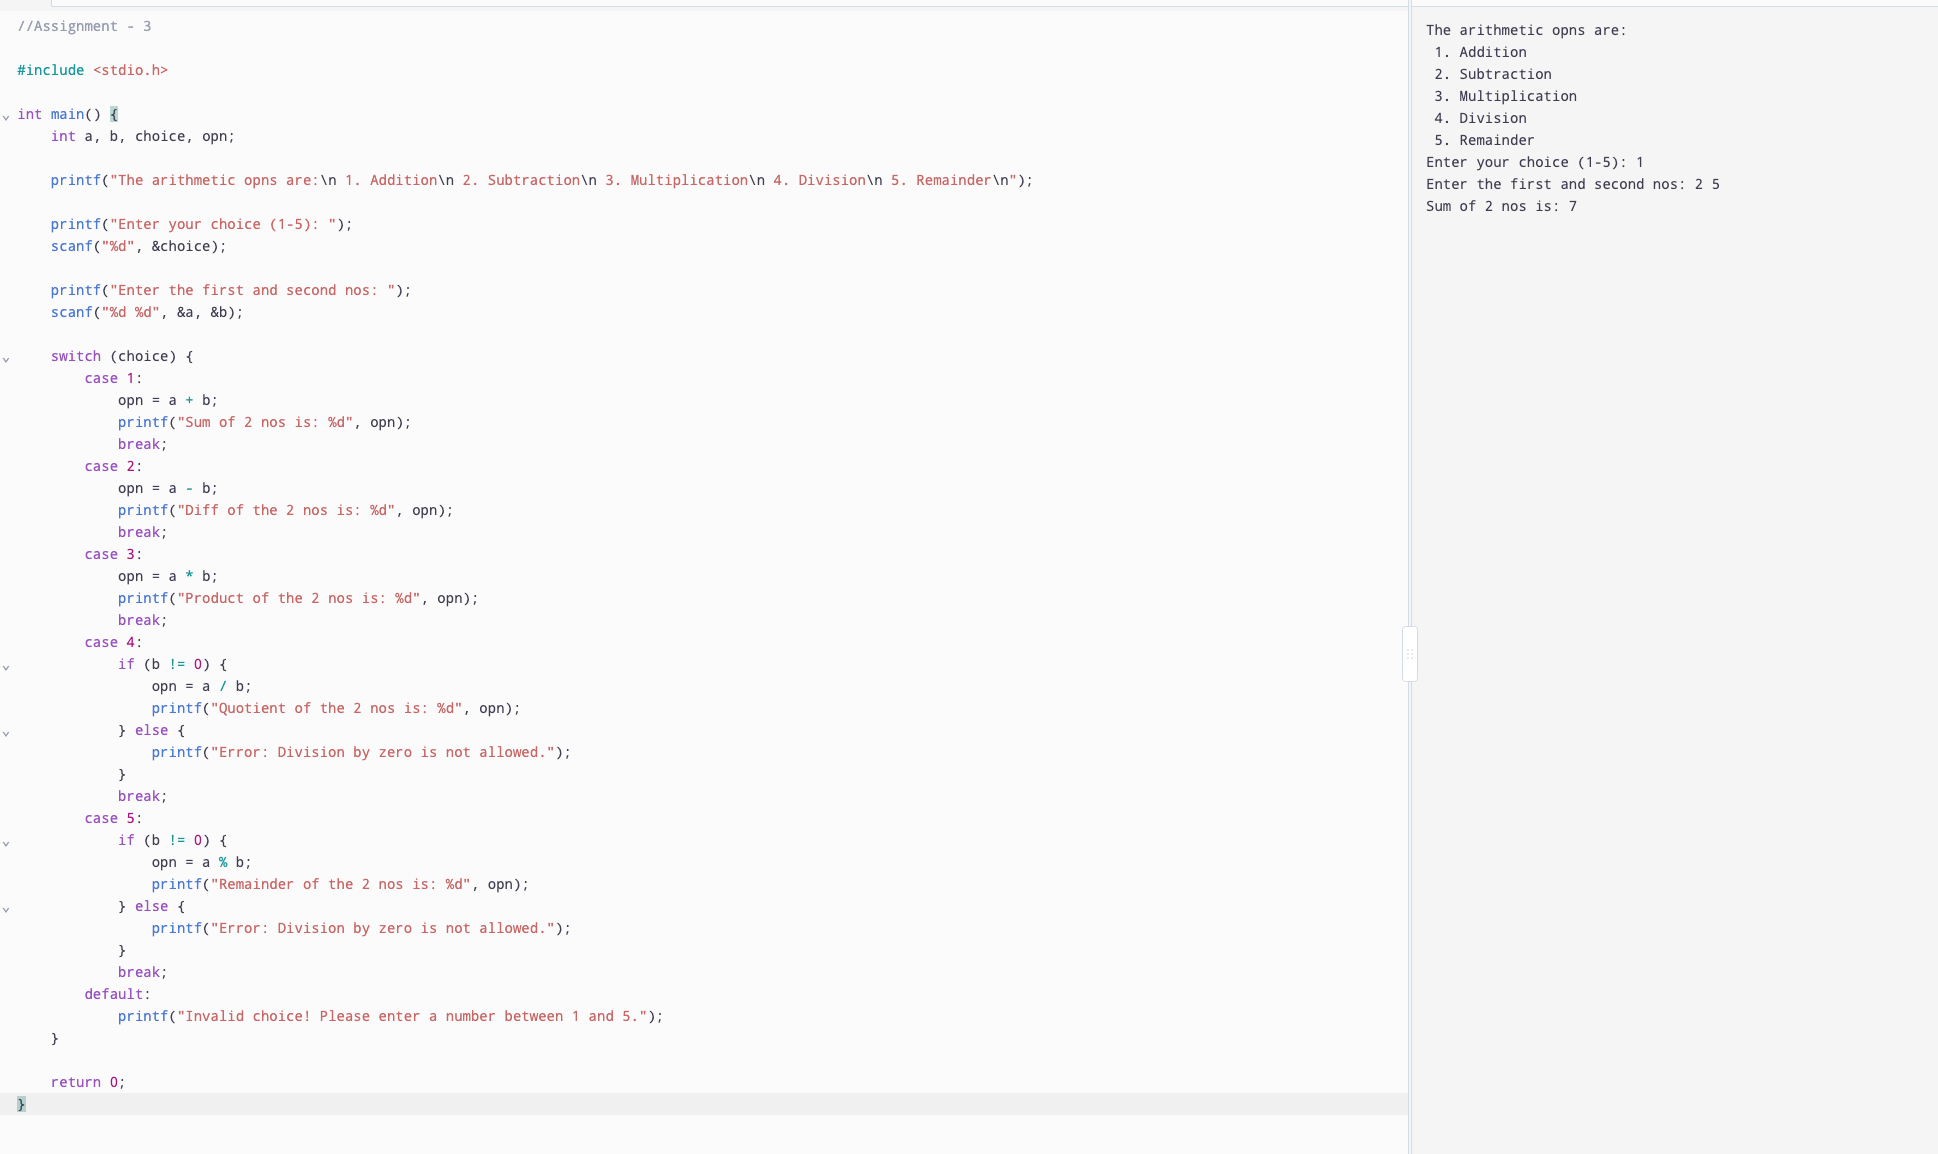 //Assignment - 3
#include <stdio.h>
int main() {
    int a, b, choice, opn;
    printf("The arithmetic opns are:\n 1. Addition\n 2. Subtraction\n 3. Multiplication\n 4. Division\n 5. Remainder\n");
    printf("Enter your choice (1-5): ");
    scanf("%d", &choice);
    printf("Enter the first and second nos: ");
    scanf("%d %d", &a, &b);
    switch (choice) {
        case 1:
            opn = a + b;
            printf("Sum of 2 nos is: %d", opn);
            break;
        case 2:
            opn = a - b;
            printf("Diff of the 2 nos is: %d", opn);
            break;
        case 3:
            opn = a * b;
            printf("Product of the 2 nos is: %d", opn);
            break;
        case 4:
            if (b != 0) {
                opn = a / b;
                printf("Quotient of the 2 nos is: %d", opn);
            } else {
                printf("Error: Division by zero is not allowed.");
            }
            break;
        case 5:
            if (b != 0) {
                opn = a % b;
                printf("Remainder of the 2 nos is: %d", opn);
            } else {
                printf("Error: Division by zero is not allowed.");
            }
            break;
        default:
            printf("Invalid choice! Please enter a number between 1 and 5.");
    }
    return 0;
}
The arithmetic opns are:
 1. Addition
 2. Subtraction
 3. Multiplication
 4. Division
 5. Remainder
Enter your choice (1-5): 1
Enter the first and second nos: 2 5
Sum of 2 nos is: 7